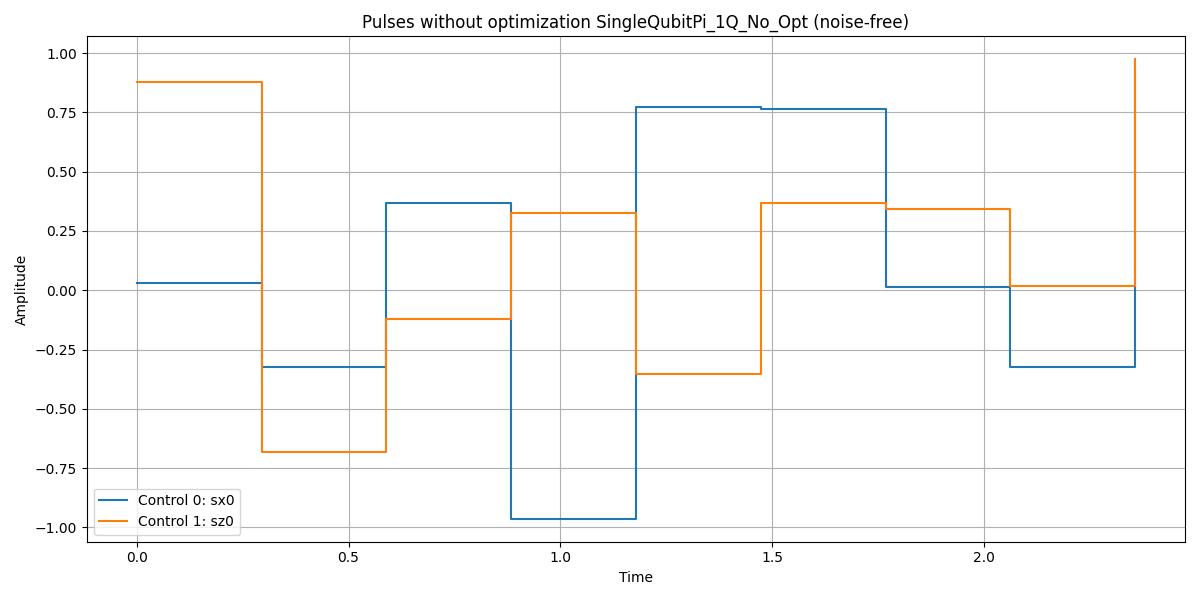 Pulses without optimization SingleQubitPi_1Q_No_Opt (noise-free)
1.00
0.75
0.50
0.25
0.00
−0.25
−0.50
−0.75
−1.00
Amplitude
Control 0: sx0
Control 1: sz0
0.0 0.5 1.0 1.5 2.0
Time